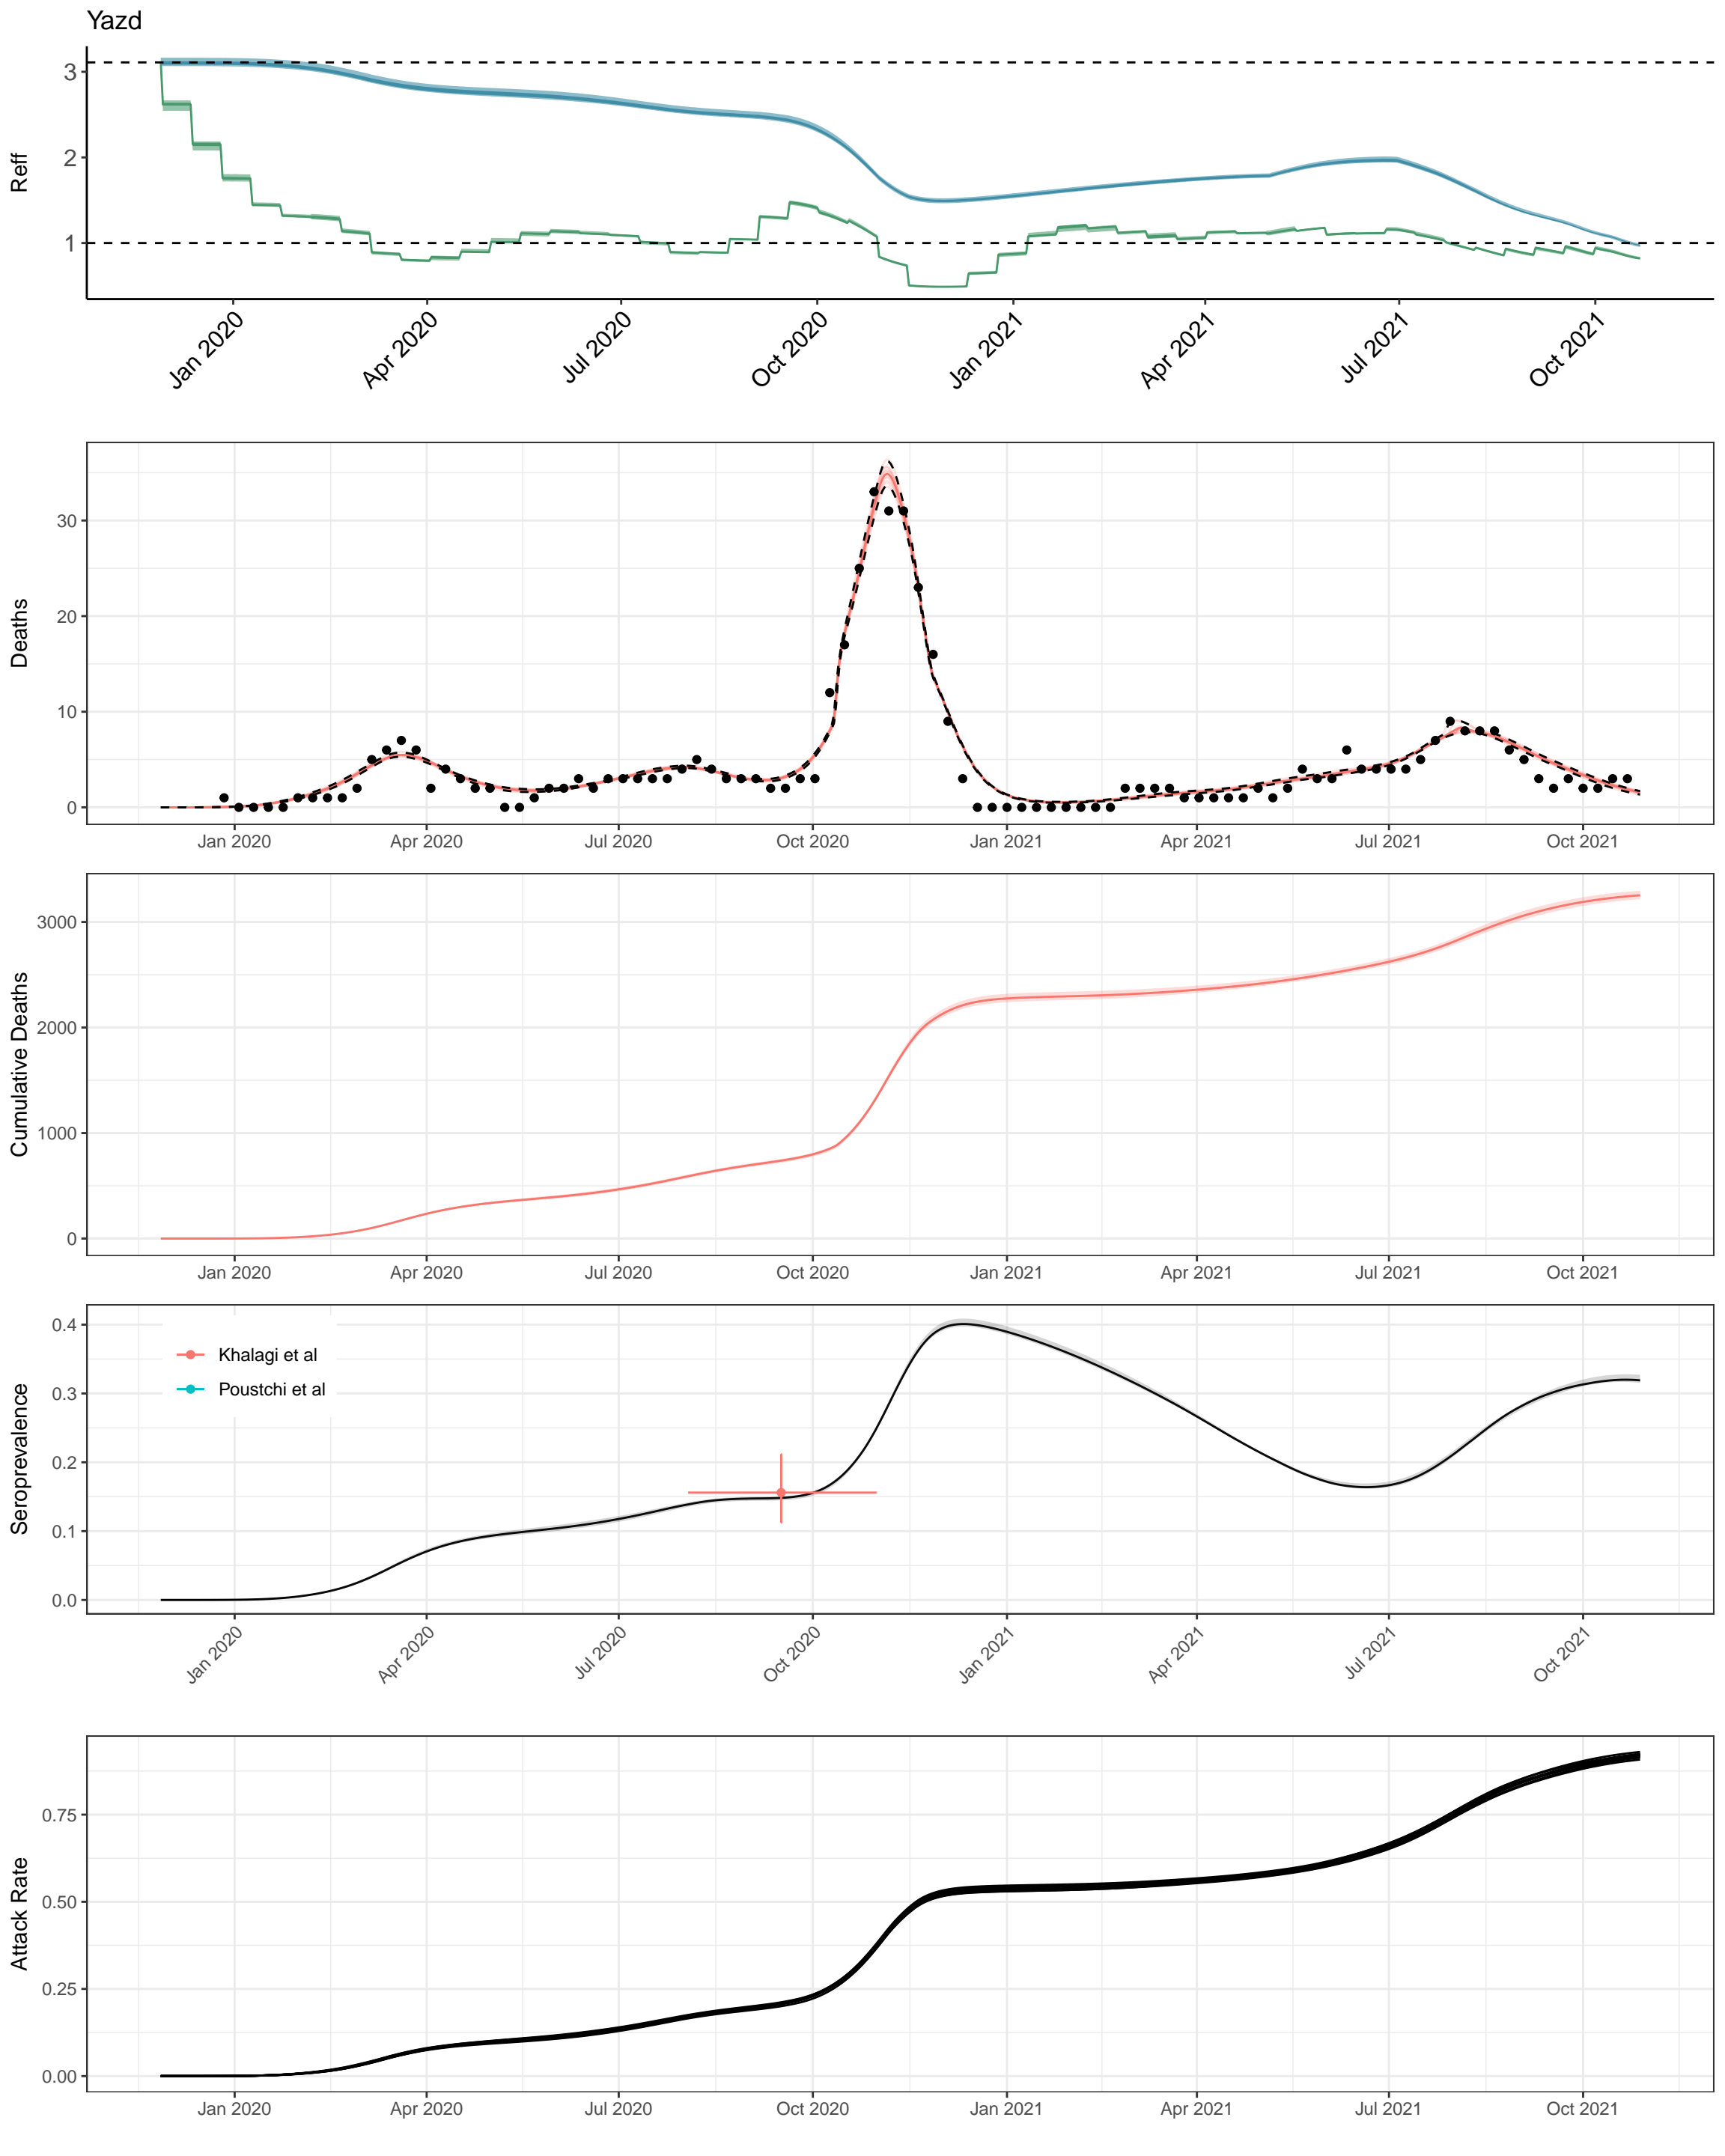 Yazd
Reff
3
2
1
Jan 2020
Apr 2020
Jul 2020
Oct 2020
Jan 2021
Apr 2021
Jul 2021
Oct 2021
Deaths
30
20
10
0
Jan 2020
Apr 2020
Jul 2020
Oct 2020
Jan 2021
Apr 2021
Jul 2021
Oct 2021
Cumulative Deaths
3000
2000
1000
0
Jan 2020
Apr 2020
Jul 2020
Oct 2020
Jan 2021
Apr 2021
Jul 2021
Oct 2021
Seroprevalence
0.4
0.3
0.2
0.1
0.0
Khalagi et al
Poustchi et al
Jan 2020
Apr 2020
Jul 2020
Oct 2020
Jan 2021
Apr 2021
Jul 2021
Oct 2021
Attack Rate
0.75
0.50
0.25
0.00
Jan 2020
Apr 2020
Jul 2020
Oct 2020
Jan 2021
Apr 2021
Jul 2021
Oct 2021